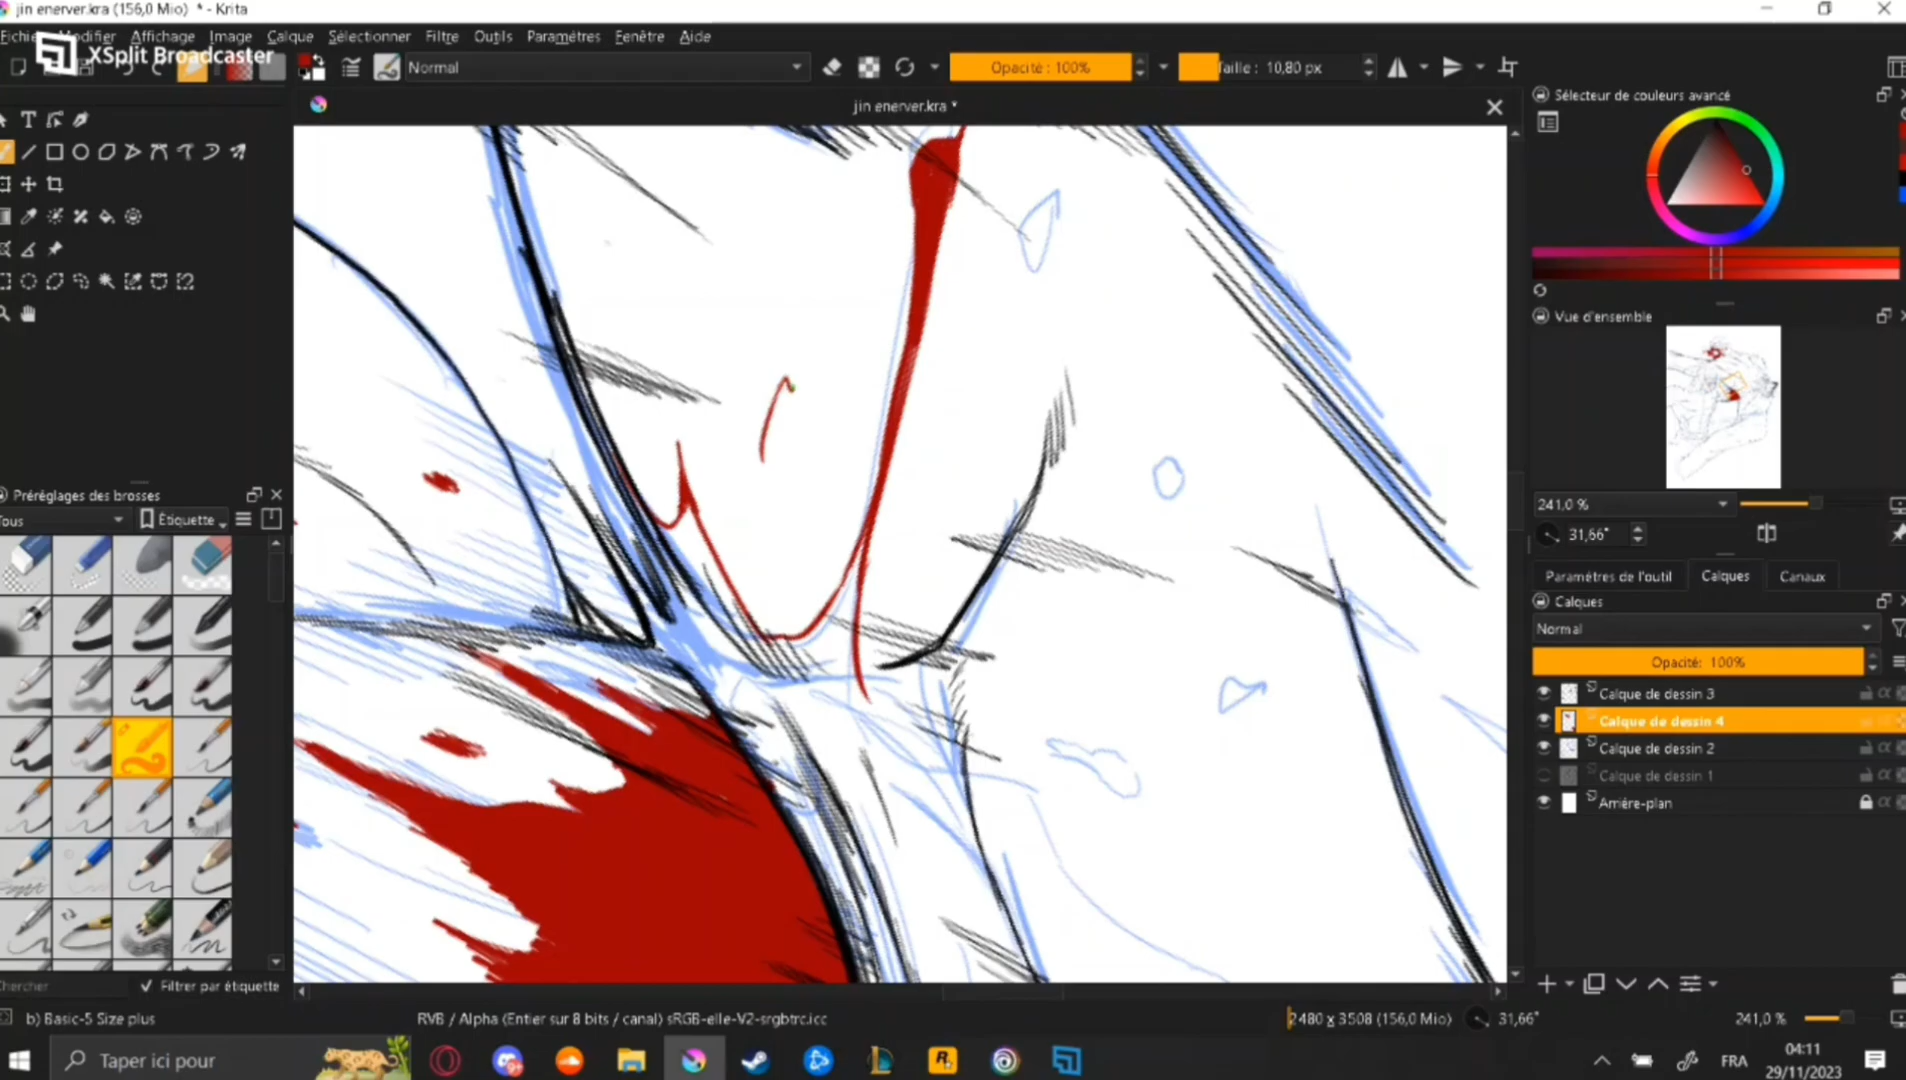 jin enerver.kra (156,0 Mio) * - Krita
Fichie Modifier Affichage Image Calque Sélectionner Filtre Outils Paramètres Fenêtre Aide
XSplit Broadcaster
Normal
Opacité : 100%
Taille : 10,80 px
jin enerver.kra *
Sélecteur de couleurs avancé
Vue d'ensemble
241,0 %
31,66°
Préréglages des brosses
Tous
Étiquette
Paramètres de l'outil
Calques
Canaux
Calques
Normal
Opacité: 100%
Calque de dessin 3
Calque de dessin 4
Calque de dessin 2
Calque de dessin 1
Arrière-plan
Chercher
Filtrer par étiquette
b) Basic-5 Size plus
RVB / Alpha (Entier sur 8 bits / canal) sRGB-elle-V2-srgbtrc.icc
2480 x 3508 (156,0 Mio)
31,66°
241,0 %
Taper ici pour
FRA
04:11
29/11/2023